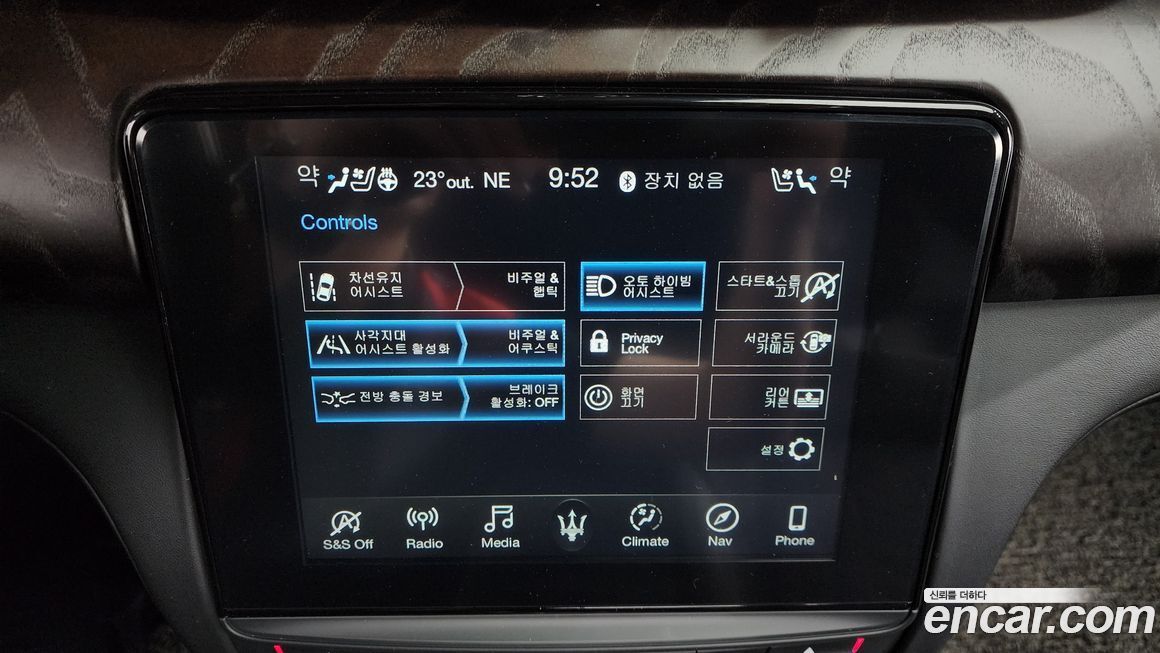 약 23° out. NE 9:52 장치 없음 약
Controls
차선유지
어시스트
비주얼 &
햅틱
오토 하이빔
어시스트
스타트&스톱
끄기
사각지대
어시스트 활성화
비주얼 &
어쿠스틱
Privacy
Lock
서라운드
카메라
전방 충돌 경보
브레이크
활성화: OFF
화면
끄기
리어
커튼
설정
S&S Off
Radio
Media
Climate
Nav
Phone
신뢰를 더하다
encar.com